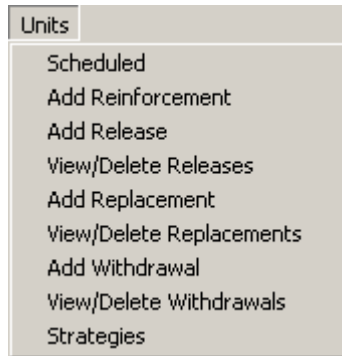 Units
Scheduled
Add Reinforcement
Add Release
View/Delete Releases
Add Replacement
View/Delete Replacements
Add Withdrawal
View/Delete Withdrawals
Strategies